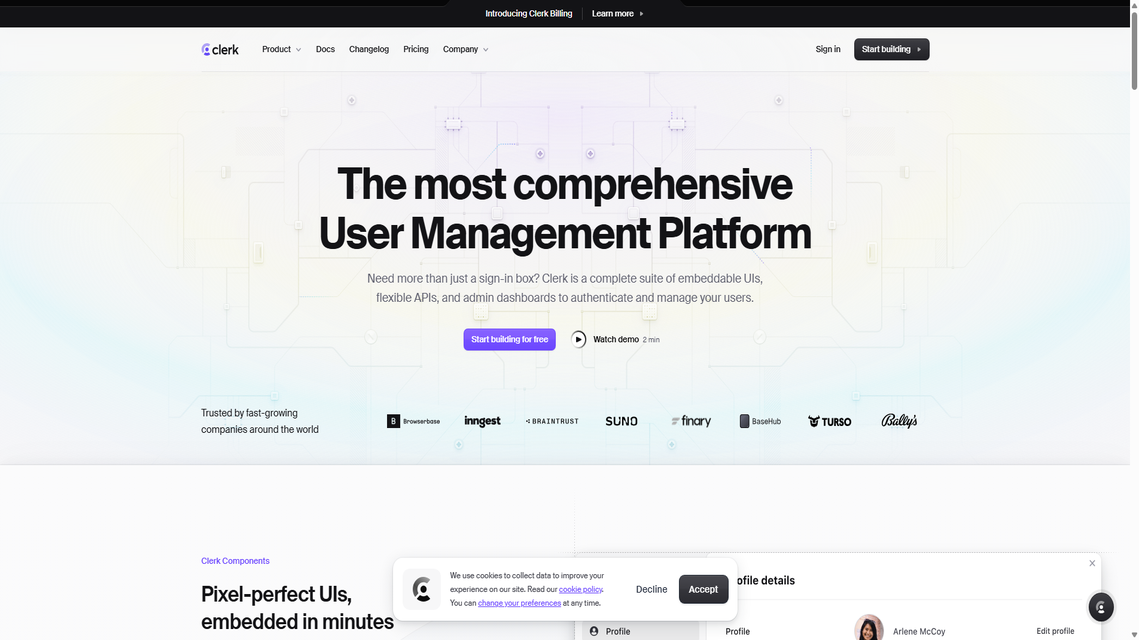 Introducing Clerk Billing Learn more
clerk Product Docs Changelog Pricing Company Sign in Start building
The most comprehensive
User Management Platform
Need more than just a sign-in box? Clerk is a complete suite of embeddable UIs,
flexible APIs, and admin dashboards to authenticate and manage your users.
Start building for free Watch demo 2 min
Trusted by fast-growing
companies around the world
B Browserbase inngest BRAINTRUST SUNO finary BaseHub TURSO Bally's
Clerk Components
Pixel-perfect UIs,
embedded in minutes
We use cookies to collect data to improve your
experience on our site. Read our cookie policy.
You can change your preferences at any time.
Decline Accept
ofile details
Profile Profile Arlene McCoy Edit profile